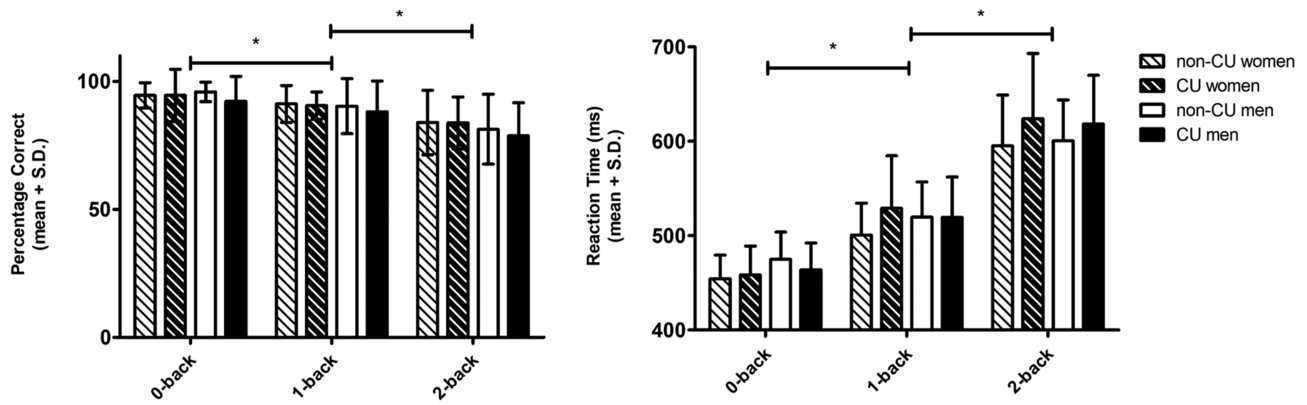 Percentage Correct
(mean + S.D.)
100
50
0
*
*
0-back
1-back
2-back
Reaction Time (ms)
(mean + S.D.)
700
600
500
400
*
*
0-back
1-back
2-back
non-CU women
CU women
non-CU men
CU men